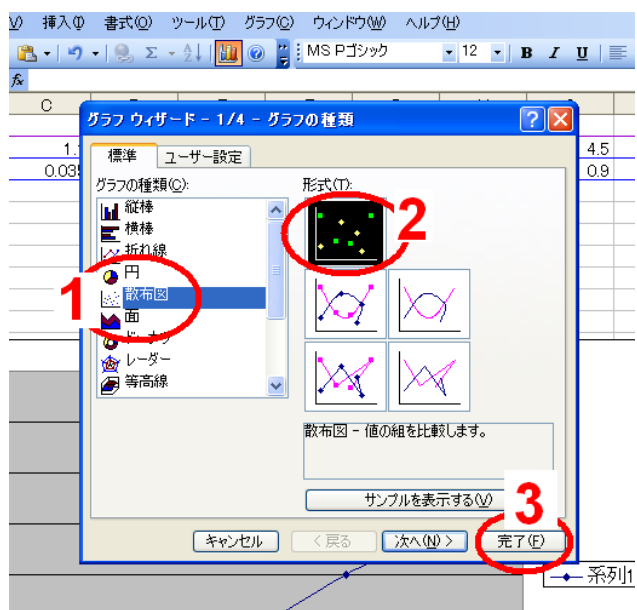 V) 挿入(I) 書式(O) ツール(T) グラフ(C) ウィンドウ(W) ヘルプ(H)
Σ MS Pゴシック 12 B I U
fx
C
グラフ ウィザード - 1/4 - グラフの種類
1. 4.5
0.035 0.9
標準 ユーザー設定
グラフの種類(C): 形式(T):
縦棒
横棒
折れ線
円
散布図
面
ドーナツ
レーダー
等高線
1
2
散布図 - 値の組を比較します。
サンプルを表示する(V)
3
キャンセル < 戻る 次へ(N) > 完了(F)
系列1